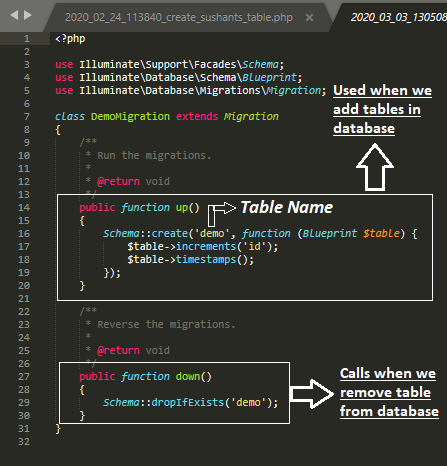 2020_02_24_113840_create_sushants_table.php
2020_03_03_130508
1 <?php
2
3 use Illuminate\Support\Facades\Schema;
4 use Illuminate\Database\Schema\Blueprint;
5 use Illuminate\Database\Migrations\Migration;
6
7 class DemoMigration extends Migration
8 {
9 /**
10 * Run the migrations.
11 *
12 * @return void
13 */
14 public function up()
15 {
16 Schema::create('demo', function (Blueprint $table) {
17 $table->increments('id');
18 $table->timestamps();
19 });
20 }
21
22 /**
23 * Reverse the migrations.
24 *
25 * @return void
26 */
27 public function down()
28 {
29 Schema::dropIfExists('demo');
30 }
31 }
32
Used when we
add tables in
database
Table Name
Calls when we
remove table
from database